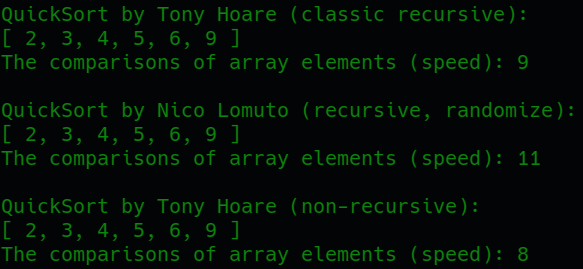 QuickSort by Tony Hoare (classic recursive):
[ 2, 3, 4, 5, 6, 9 ]
The comparisons of array elements (speed): 9
QuickSort by Nico Lomuto (recursive, randomize):
[ 2, 3, 4, 5, 6, 9 ]
The comparisons of array elements (speed): 11
QuickSort by Tony Hoare (non-recursive):
[ 2, 3, 4, 5, 6, 9 ]
The comparisons of array elements (speed): 8